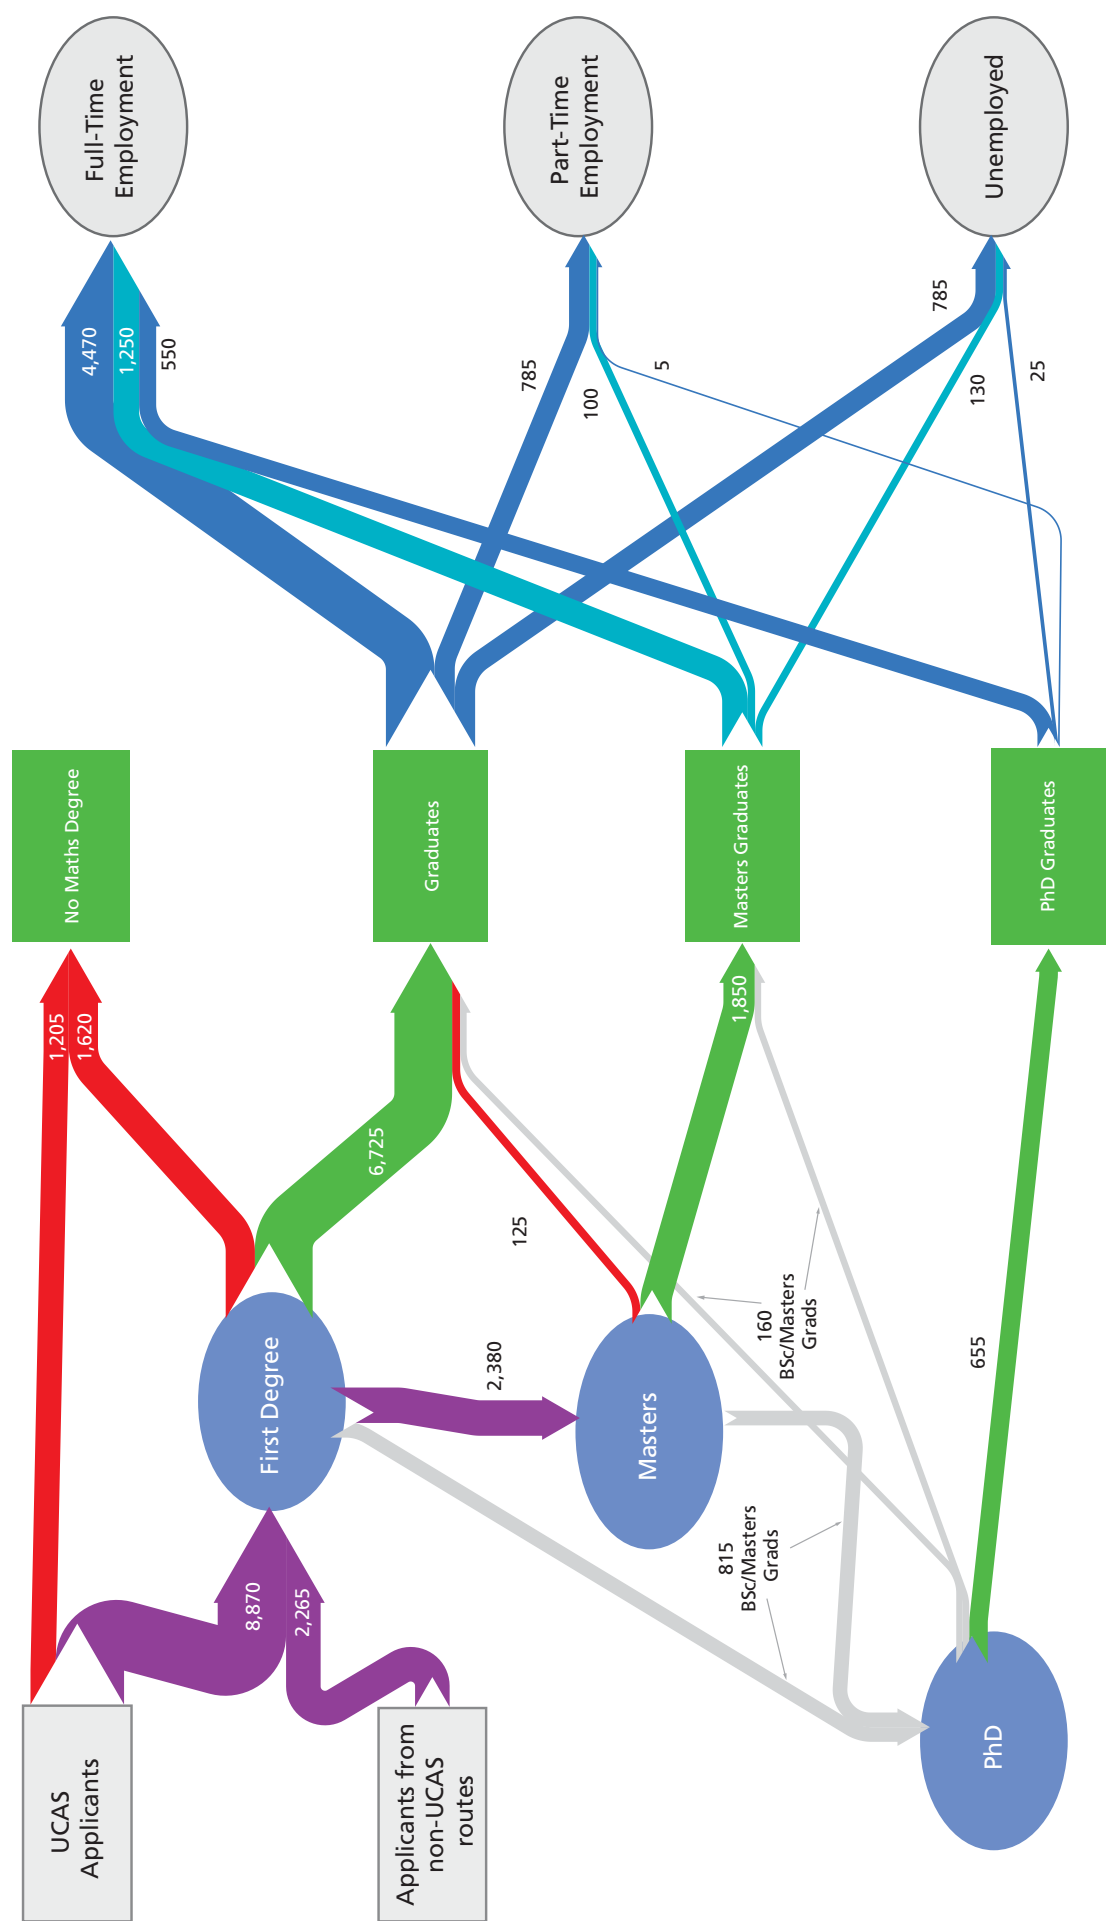 UCAS
Applicants
Applicants from
non-UCAS
routes
8,870
2,265
First Degree
Masters
PhD
2,380
815
BSc/Masters
Grads
160
BSc/Masters
Grads
655
125
6,725
1,850
1,205
1,620
No Maths Degree
Graduates
Masters Graduates
PhD Graduates
4,470
1,250
550
785
100
5
785
130
25
Full-Time
Employment
Part-Time
Employment
Unemployed